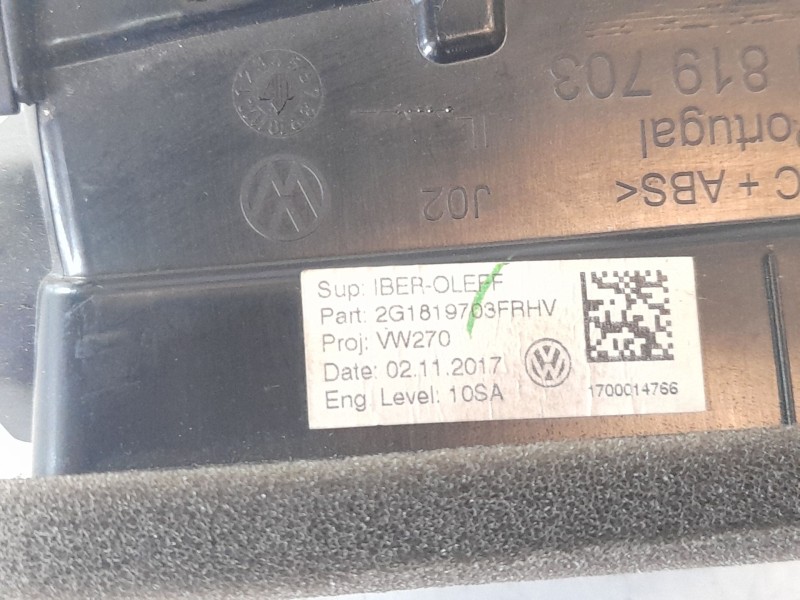 819 703
Portugal
C + ABS<
J02
Sup: IBER-OLEFF
Part: 2G1819703FRHV
Proj: VW270
Date: 02.11.2017
Eng. Level: 10SA
1700014766